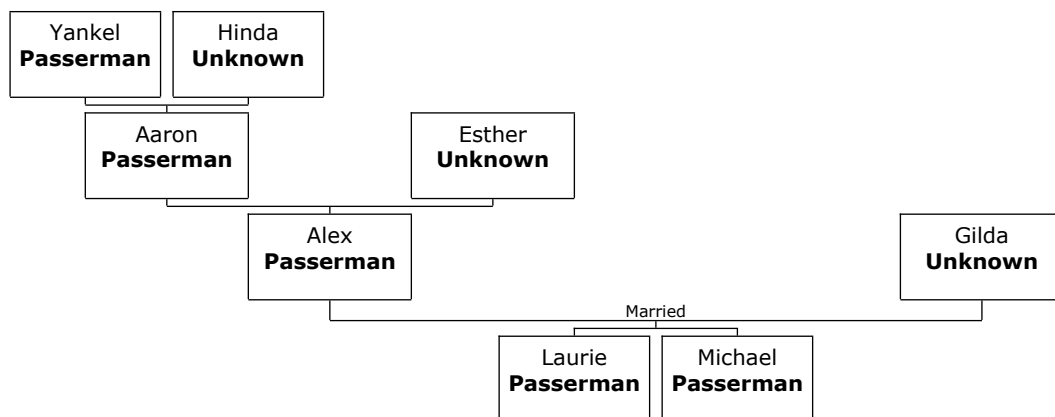 Yankel
Passerman
Hinda
Unknown
Aaron
Passerman
Esther
Unknown
Alex
Passerman
Gilda
Unknown
Married
Laurie
Passerman
Michael
Passerman